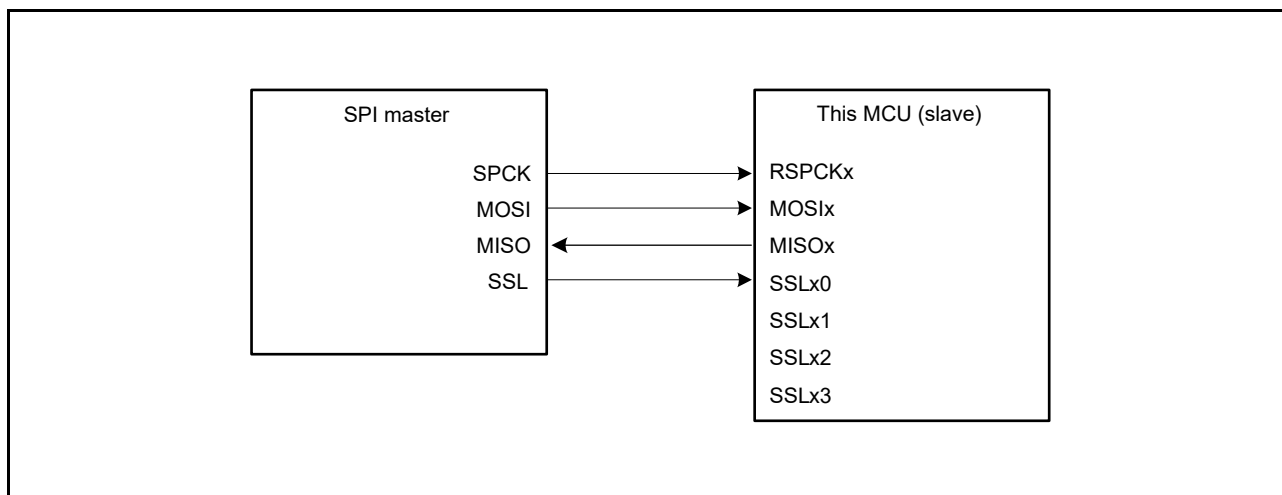 SPI master
SPCK
MOSI
MISO
SSL
This MCU (slave)
RSPCKx
MOSIx
MISOx
SSLx0
SSLx1
SSLx2
SSLx3